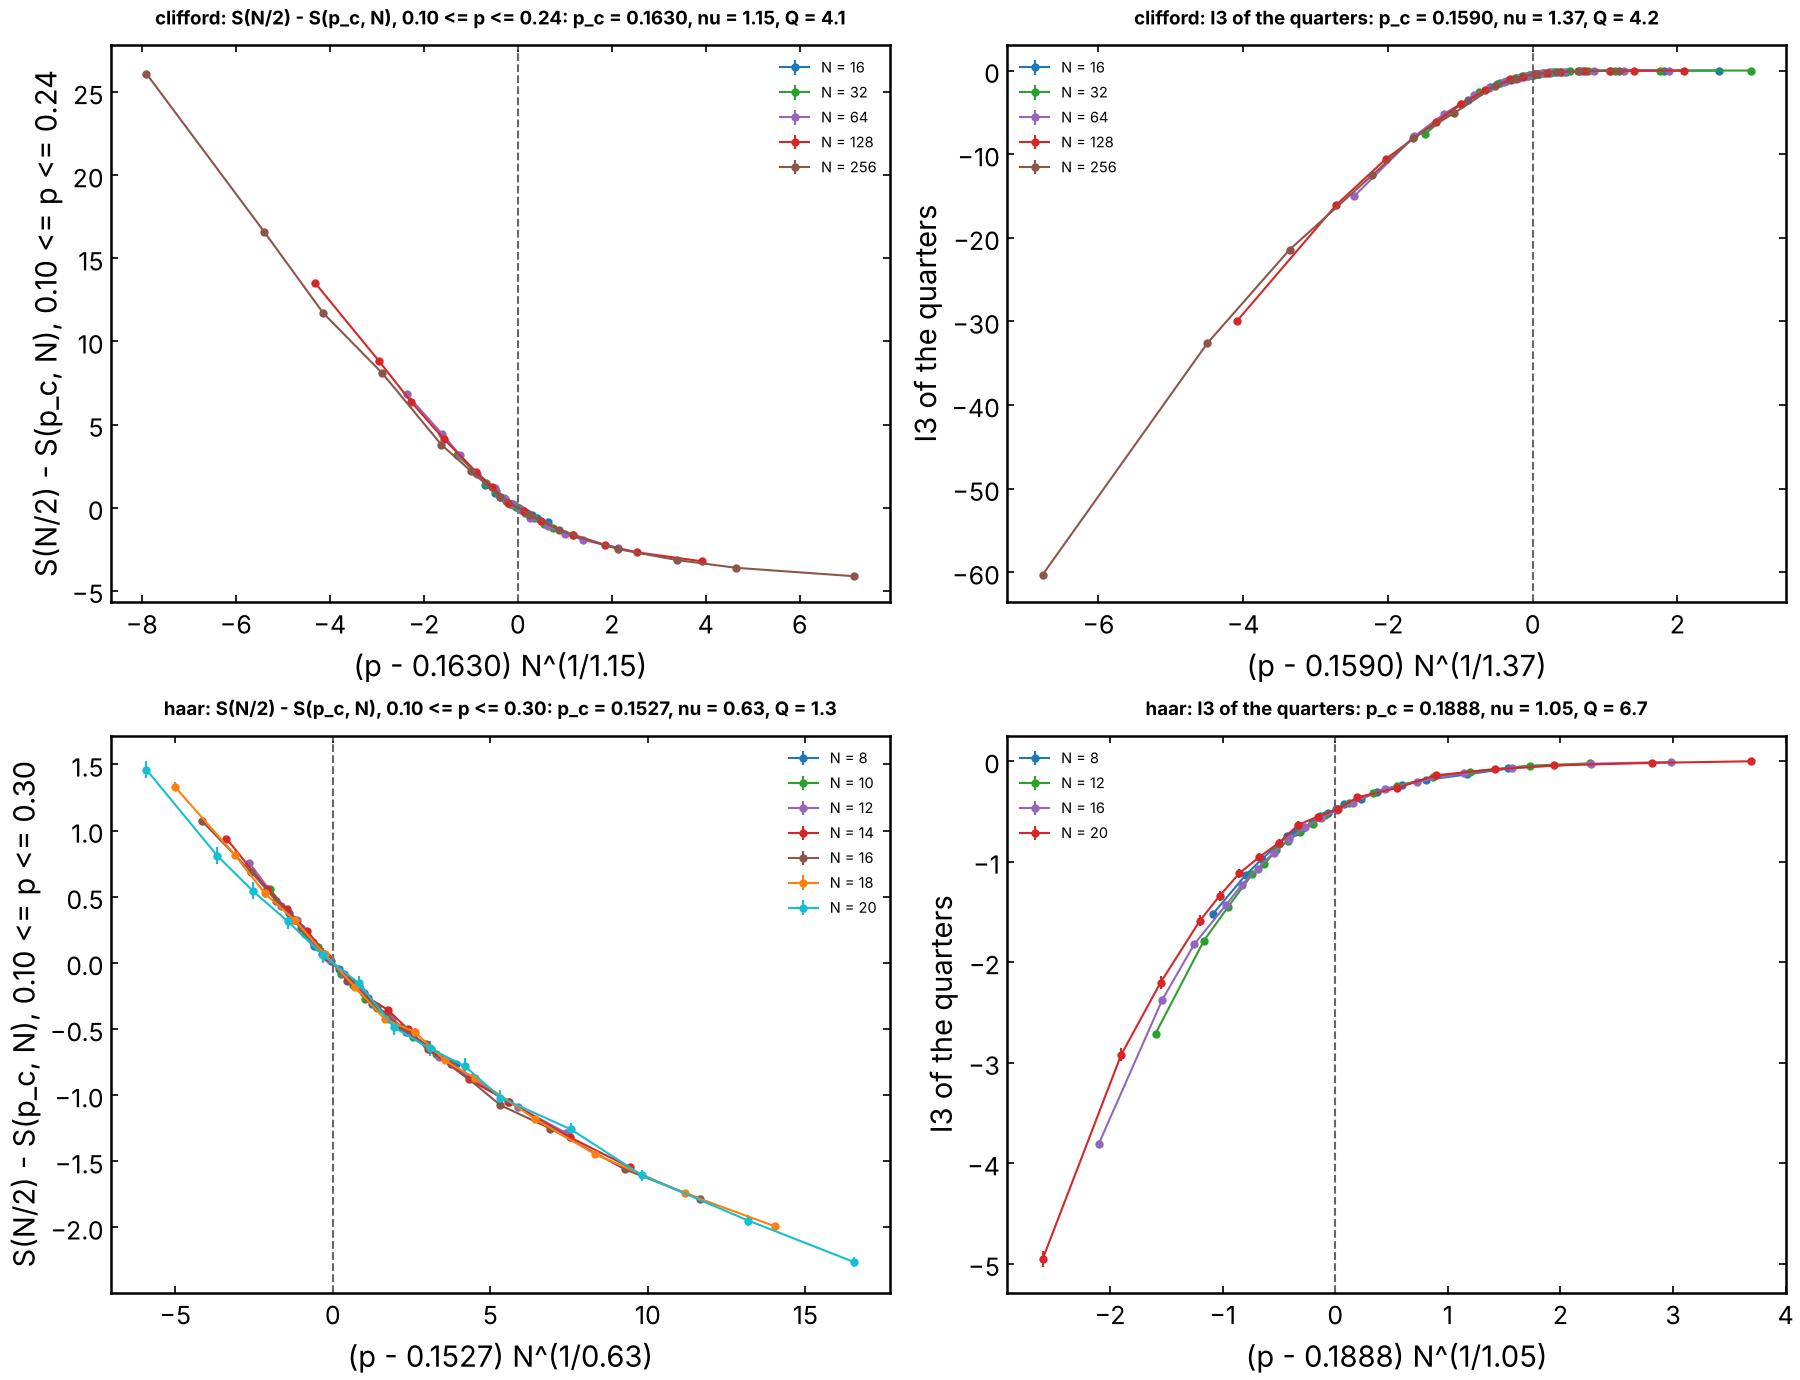 clifford: S(N/2) - S(p_c, N), 0.10 <= p <= 0.24: p_c = 0.1630, nu = 1.15, Q = 4.1
S(N/2) - S(p_c, N), 0.10 <= p <= 0.24
25
20
15
10
5
0
−5
N = 16
N = 32
N = 64
N = 128
N = 256
−8
−6
−4
−2
0
2
4
6
(p - 0.1630) N^(1/1.15)
clifford: I3 of the quarters: p_c = 0.1590, nu = 1.37, Q = 4.2
I3 of the quarters
0
−10
−20
−30
−40
−50
−60
N = 16
N = 32
N = 64
N = 128
N = 256
−6
−4
−2
0
2
(p - 0.1590) N^(1/1.37)
haar: S(N/2) - S(p_c, N), 0.10 <= p <= 0.30: p_c = 0.1527, nu = 0.63, Q = 1.3
S(N/2) - S(p_c, N), 0.10 <= p <= 0.30
1.5
1.0
0.5
0.0
−0.5
−1.0
−1.5
−2.0
N = 8
N = 10
N = 12
N = 14
N = 16
N = 18
N = 20
−5
0
5
10
15
(p - 0.1527) N^(1/0.63)
haar: I3 of the quarters: p_c = 0.1888, nu = 1.05, Q = 6.7
I3 of the quarters
0
−1
−2
−3
−4
−5
N = 8
N = 12
N = 16
N = 20
−2
−1
0
1
2
3
4
(p - 0.1888) N^(1/1.05)